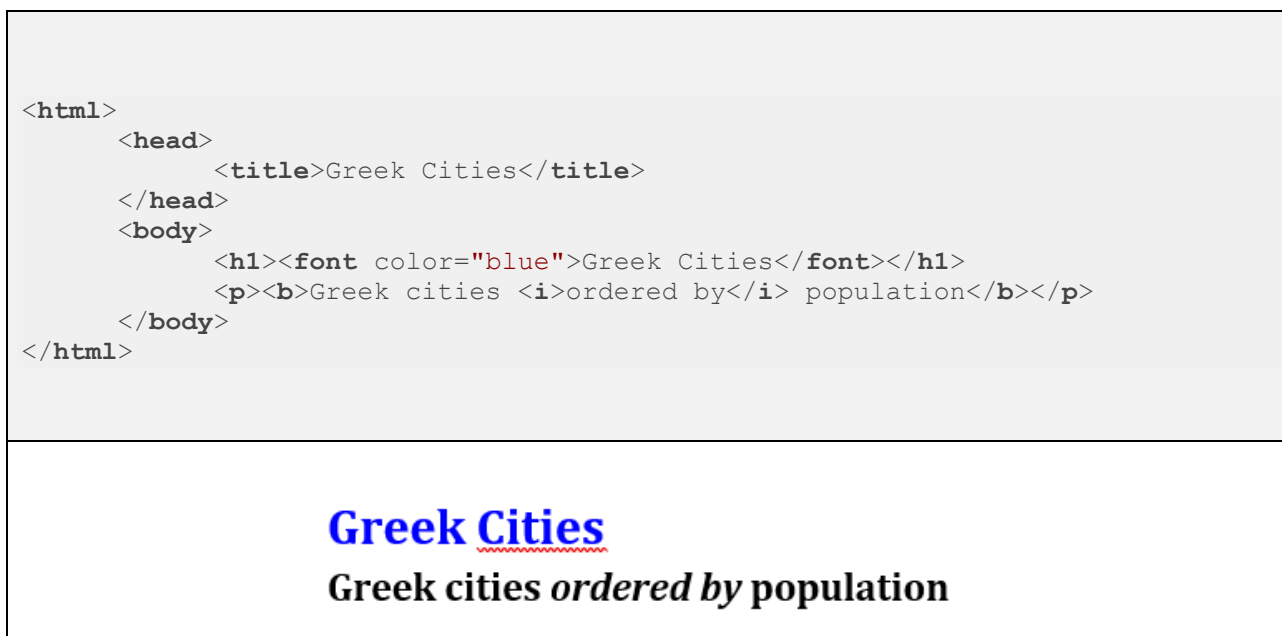 <html>
<head>
<title>Greek Cities</title>
</head>
<body>
<h1><font color="blue">Greek Cities</font></h1>
<p><b>Greek cities <i>ordered by</i> population</b></p>
</body>
</html>
Greek Cities
Greek cities ordered by population